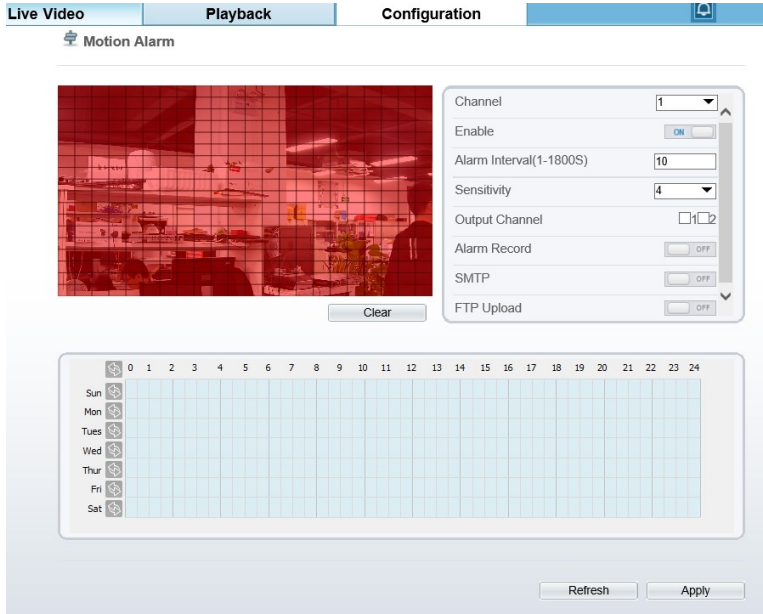 Live Video Playback Configuration
Motion Alarm
Channel 1
Enable ON
Alarm Interval(1-1800S) 10
Sensitivity 4
Output Channel 1 2
Alarm Record OFF
SMTP OFF
FTP Upload OFF
Clear
0 1 2 3 4 5 6 7 8 9 10 11 12 13 14 15 16 17 18 19 20 21 22 23 24
Sun
Mon
Tues
Wed
Thur
Fri
Sat
Refresh Apply